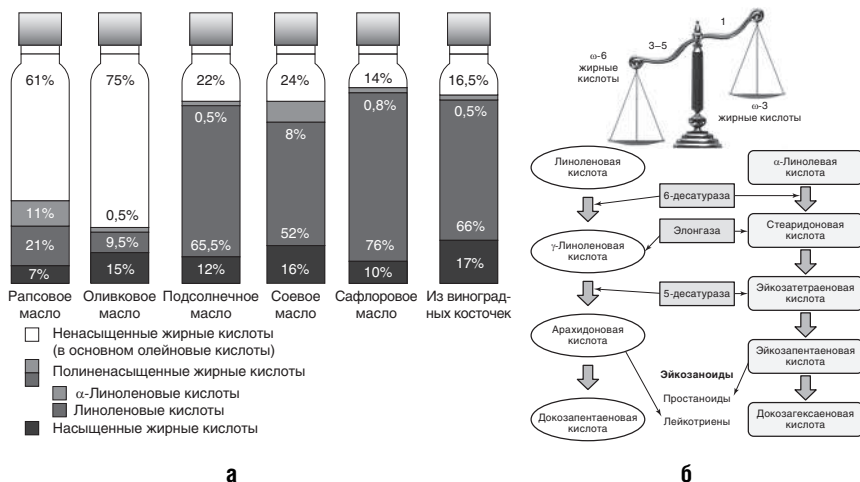 61%
75%
22%
24%
14%
16,5%
0,5%
8%
0,8%
0,5%
11%
0,5%
21%
9,5%
65,5%
52%
76%
66%
7%
15%
12%
16%
10%
17%
Рапсовое
масло
Оливковое
масло
Подсолнечное
масло
Соевое
масло
Сафлоровое
масло
Из виноград-
ных косточек
Ненасыщенные жирные кислоты
(в основном олейновые кислоты)
Полиненасыщенные жирные кислоты
α-Линоленовые кислоты
Линоленовые кислоты
Насыщенные жирные кислоты
а
1
3–5
ω-6
жирные
кислоты
ω-3
жирные кислоты
Линоленовая
кислота
α-Линолевая
кислота
6-десатураза
Стеаридоновая
кислота
Элонгаза
γ-Линоленовая
кислота
5-десатураза
Эйкозатетраеновая
кислота
Арахидоновая
кислота
Эйкозапентаеновая
кислота
Эйкозаноиды
Простаноиды
Лейкотриены
Докозапентаеновая
кислота
Докозагексаеновая
кислота
б